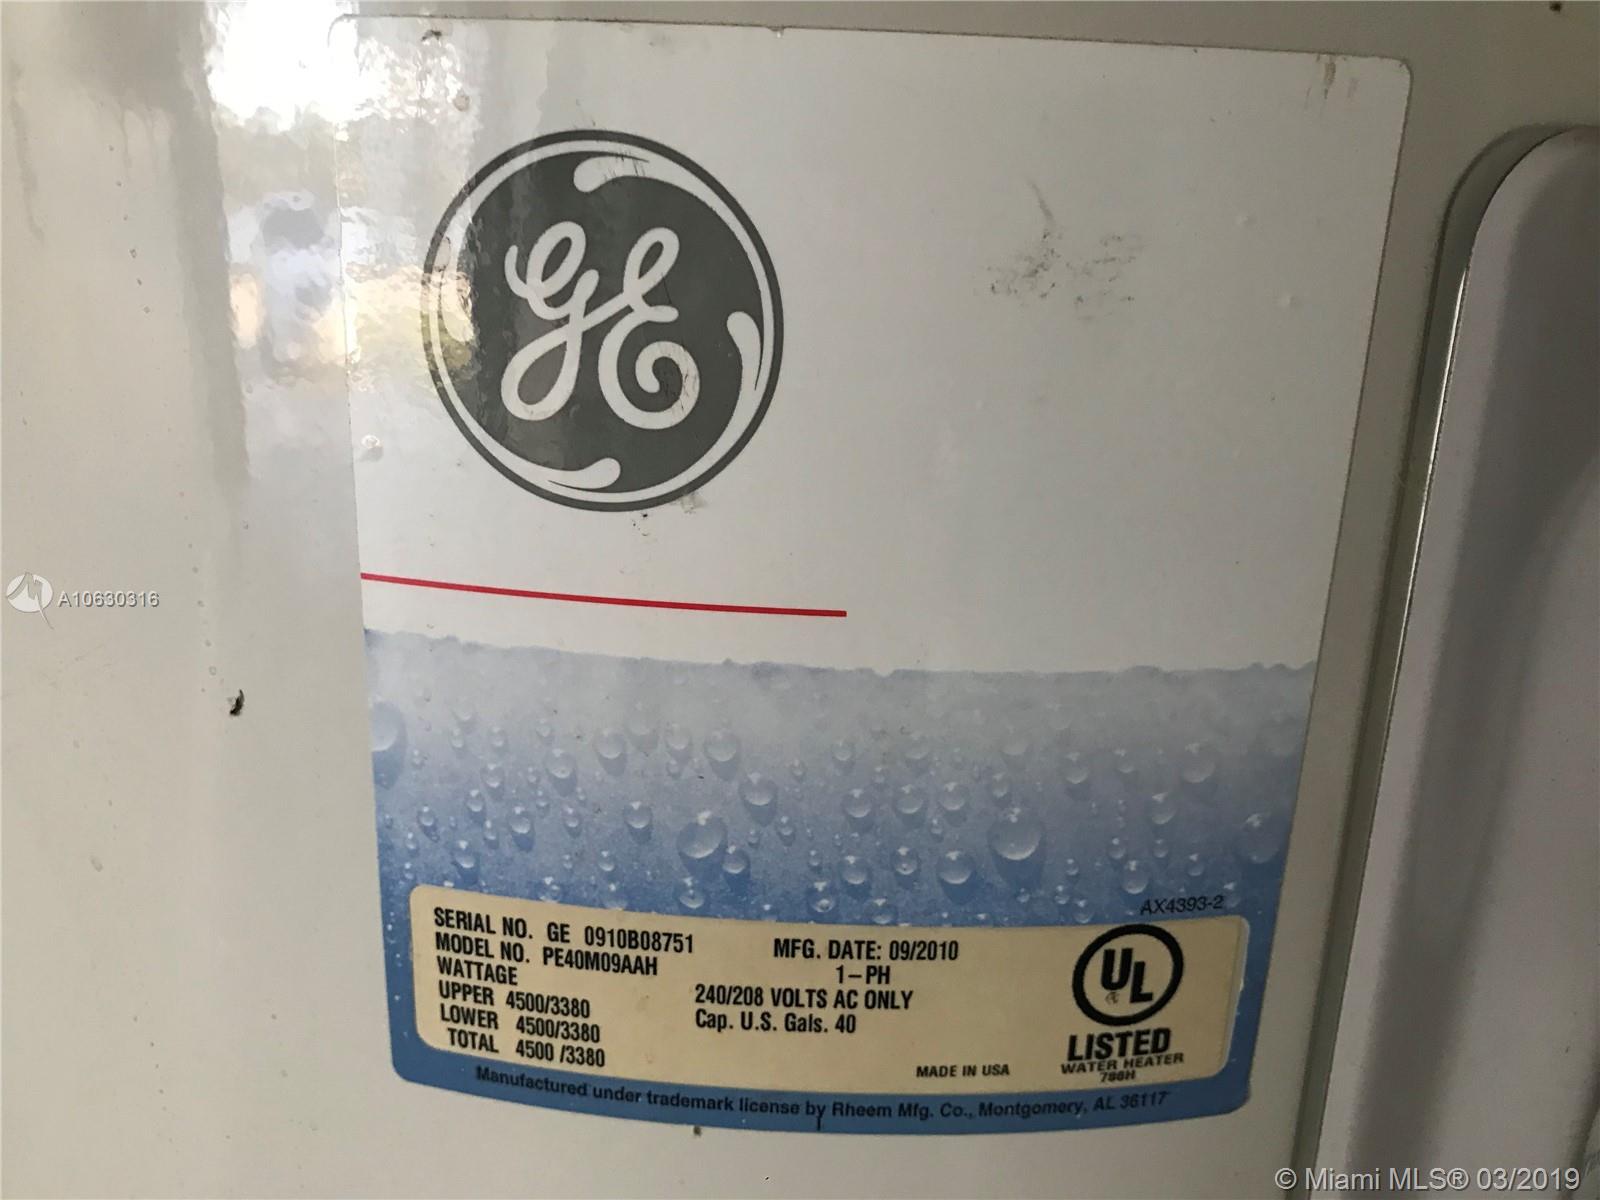 GE
A10630316
AX4393-2
SERIAL NO. GE 0910B08751
MODEL NO. PE40M09AAH
WATTAGE
UPPER 4500/3380
LOWER 4500/3380
TOTAL 4500 /3380
MFG. DATE: 09/2010
1-PH
240/208 VOLTS AC ONLY
Cap. U.S. Gals. 40
MADE IN USA
UL
LISTED
WATER HEATER
Manufactured under trademark license by Rheem Mfg. Co., Montgomery, AL 36117
© Miami MLS® 03/2019